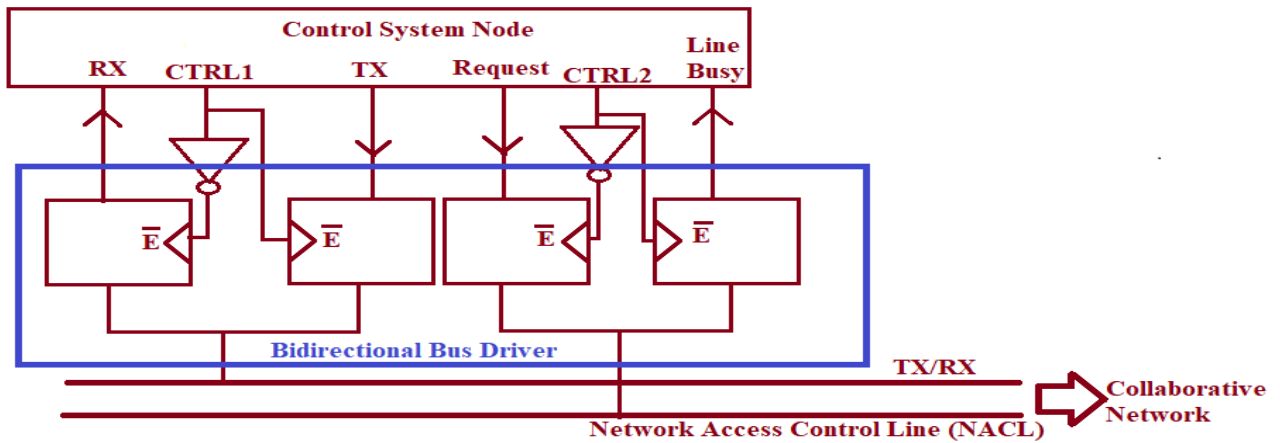 Control System Node
RX
CTRL1
TX
Request
CTRL2
Line
Busy
E
E
E
E
Bidirectional Bus Driver
TX/RX
Collaborative
Network
Network Access Control Line (NACL)